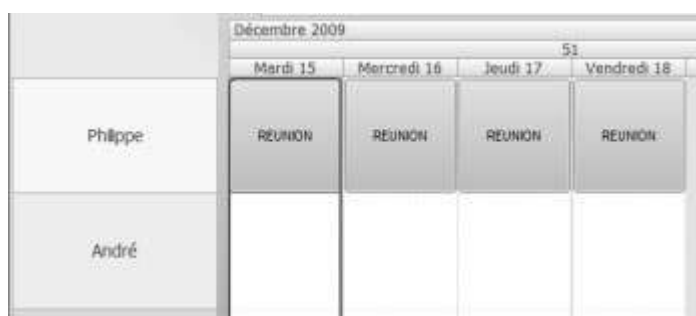 Décembre 2009
51
Mardi 15 Mercredi 16 Jeudi 17 Vendredi 18
Philippe REUNION REUNION REUNION REUNION
André